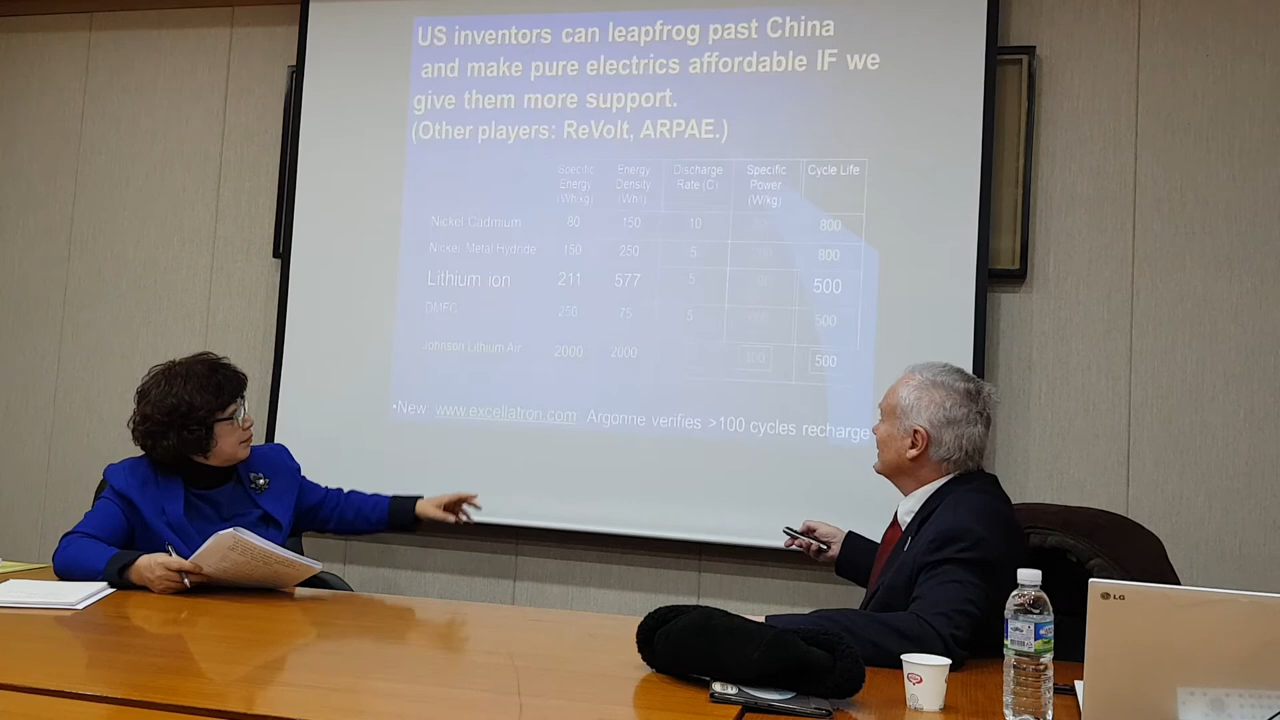 US inventors can leapfrog past China
and make pure electrics affordable IF we
give them more support.
(Other players: ReVolt, ARPAE.)
Specific Energy (Wh/kg) Energy Density (Wh/l) Discharge Rate (C) Specific Power (W/kg) Cycle Life
Nickel Cadmium 80 150 10 800
Nickel Metal Hydride 150 250 5 800
Lithium ion 211 577 5 500
DMFC 250 75 5 500
Johnson Lithium Air 2000 2000 500
•New: www.excellatron.com: Argonne verifies >100 cycles recharge
LG